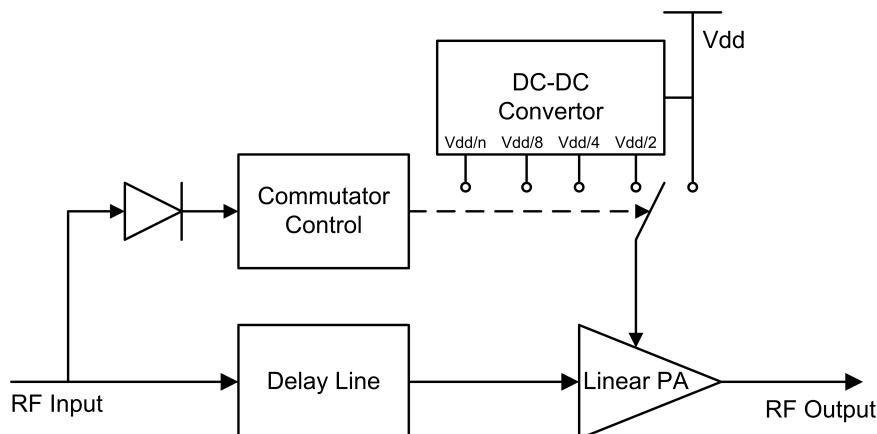 Vdd
DC-DC
Convertor
Vdd/n Vdd/8 Vdd/4 Vdd/2
Commutator
Control
Delay Line
Linear PA
RF Input
RF Output